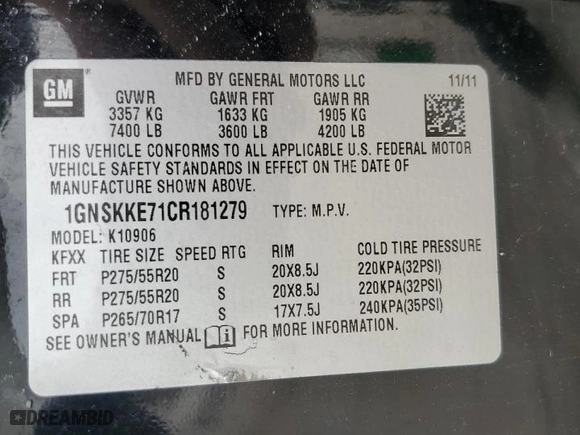 GM
MFD BY GENERAL MOTORS LLC 11/11
GVWR GAWR FRT GAWR RR
3357 KG 1633 KG 1905 KG
7400 LB 3600 LB 4200 LB
THIS VEHICLE CONFORMS TO ALL APPLICABLE U.S. FEDERAL MOTOR
VEHICLE SAFETY STANDARDS IN EFFECT ON THE DATE OF
MANUFACTURE SHOWN ABOVE.
1GNSKKE71CR181279 TYPE: M.P.V.
MODEL: K10906
KFXX TIRE SIZE SPEED RTG RIM COLD TIRE PRESSURE
FRT P275/55R20 S 20X8.5J 220KPA(32PSI)
RR P275/55R20 S 20X8.5J 220KPA(32PSI)
SPA P265/70R17 S 17X7.5J 240KPA(35PSI)
SEE OWNER'S MANUAL FOR MORE INFORMATION.
DREAMBID